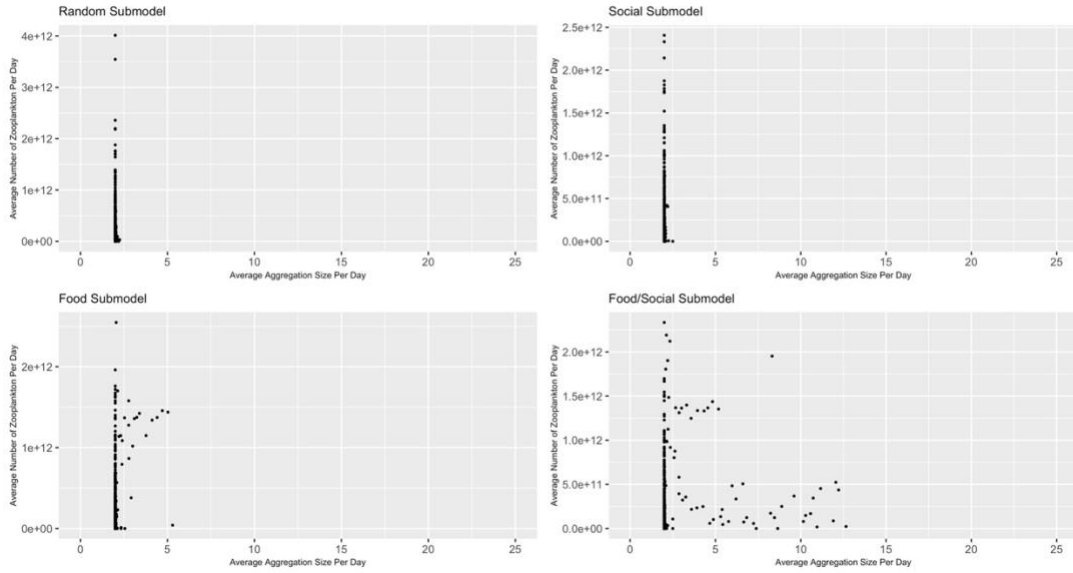 Random Submodel
Average Number of Zooplankton Per Day
4e+12
3e+12
2e+12
1e+12
0e+00
0 5 10 15 20 25
Average Aggregation Size Per Day
Social Submodel
Average Number of Zooplankton Per Day
2.5e+12
2.0e+12
1.5e+12
1.0e+12
5.0e+11
0.0e+00
0 5 10 15 20 25
Average Aggregation Size Per Day
Food Submodel
Average Number of Zooplankton Per Day
2e+12
1e+12
0e+00
0 5 10 15 20 25
Average Aggregation Size Per Day
Food/Social Submodel
Average Number of Zooplankton Per Day
2.0e+12
1.5e+12
1.0e+12
5.0e+11
0.0e+00
0 5 10 15 20 25
Average Aggregation Size Per Day